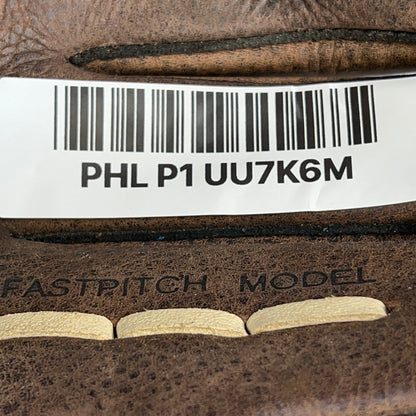 PHL P1 UU7K6M
FASTPITCH MODEL